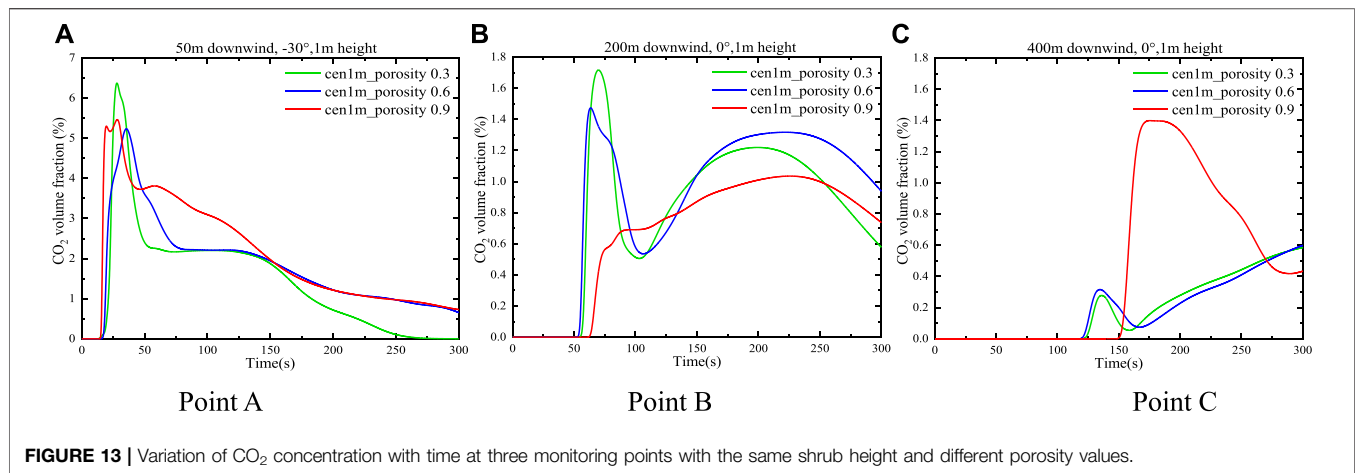 A
50m downwind, -30°,1m height
CO2 volume fraction (%)
7
6
5
4
3
2
1
0
cen1m_porosity 0.3
cen1m_porosity 0.6
cen1m_porosity 0.9
0 50 100 150 200 250 300
Time(s)
Point A
B
200m downwind, 0°,1m height
CO2 volume fraction (%)
1.8
1.6
1.4
1.2
1.0
0.8
0.6
0.4
0.2
0.0
cen1m_porosity 0.3
cen1m_porosity 0.6
cen1m_porosity 0.9
0 50 100 150 200 250 300
Time(s)
Point B
C
400m downwind, 0°,1m height
CO2 volume fraction (%)
1.8
1.6
1.4
1.2
1.0
0.8
0.6
0.4
0.2
0.0
cen1m_porosity 0.3
cen1m_porosity 0.6
cen1m_porosity 0.9
0 50 100 150 200 250 300
Time(s)
Point C
FIGURE 13 | Variation of CO2 concentration with time at three monitoring points with the same shrub height and different porosity values.